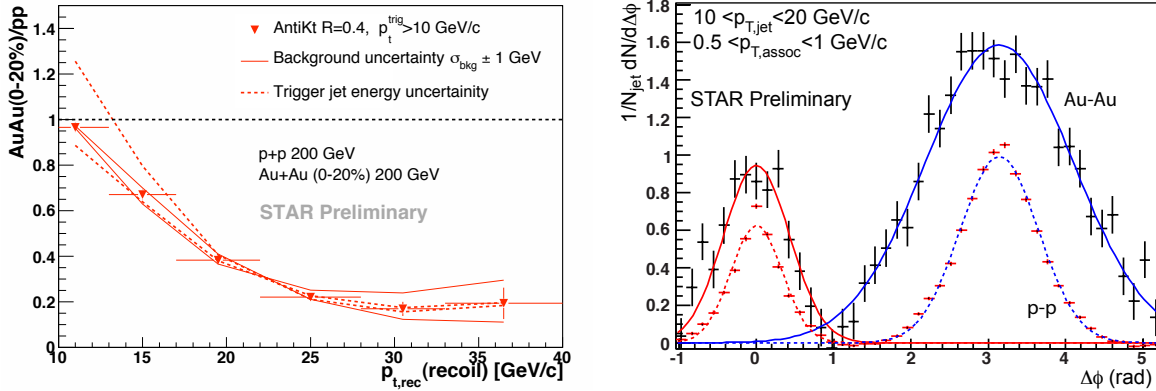 AuAu(0-20%)/pp
1.4
1.2
1
0.8
0.6
0.4
0.2
0
AntiKt R=0.4, p_t^trig>10 GeV/c
Background uncertainty σ_bkg ± 1 GeV
Trigger jet energy uncertainity
p+p 200 GeV
Au+Au (0-20%) 200 GeV
STAR Preliminary
10 15 20 25 30 35 40
p_t,rec(recoil) [GeV/c]
1/N_jet dN/dΔϕ
1.8
1.6
1.4
1.2
1
0.8
0.6
0.4
0.2
0
10 <p_T,jet<20 GeV/c
0.5 <p_T,assoc<1 GeV/c
STAR Preliminary
Au-Au
p-p
-1 0 1 2 3 4 5
Δϕ (rad)